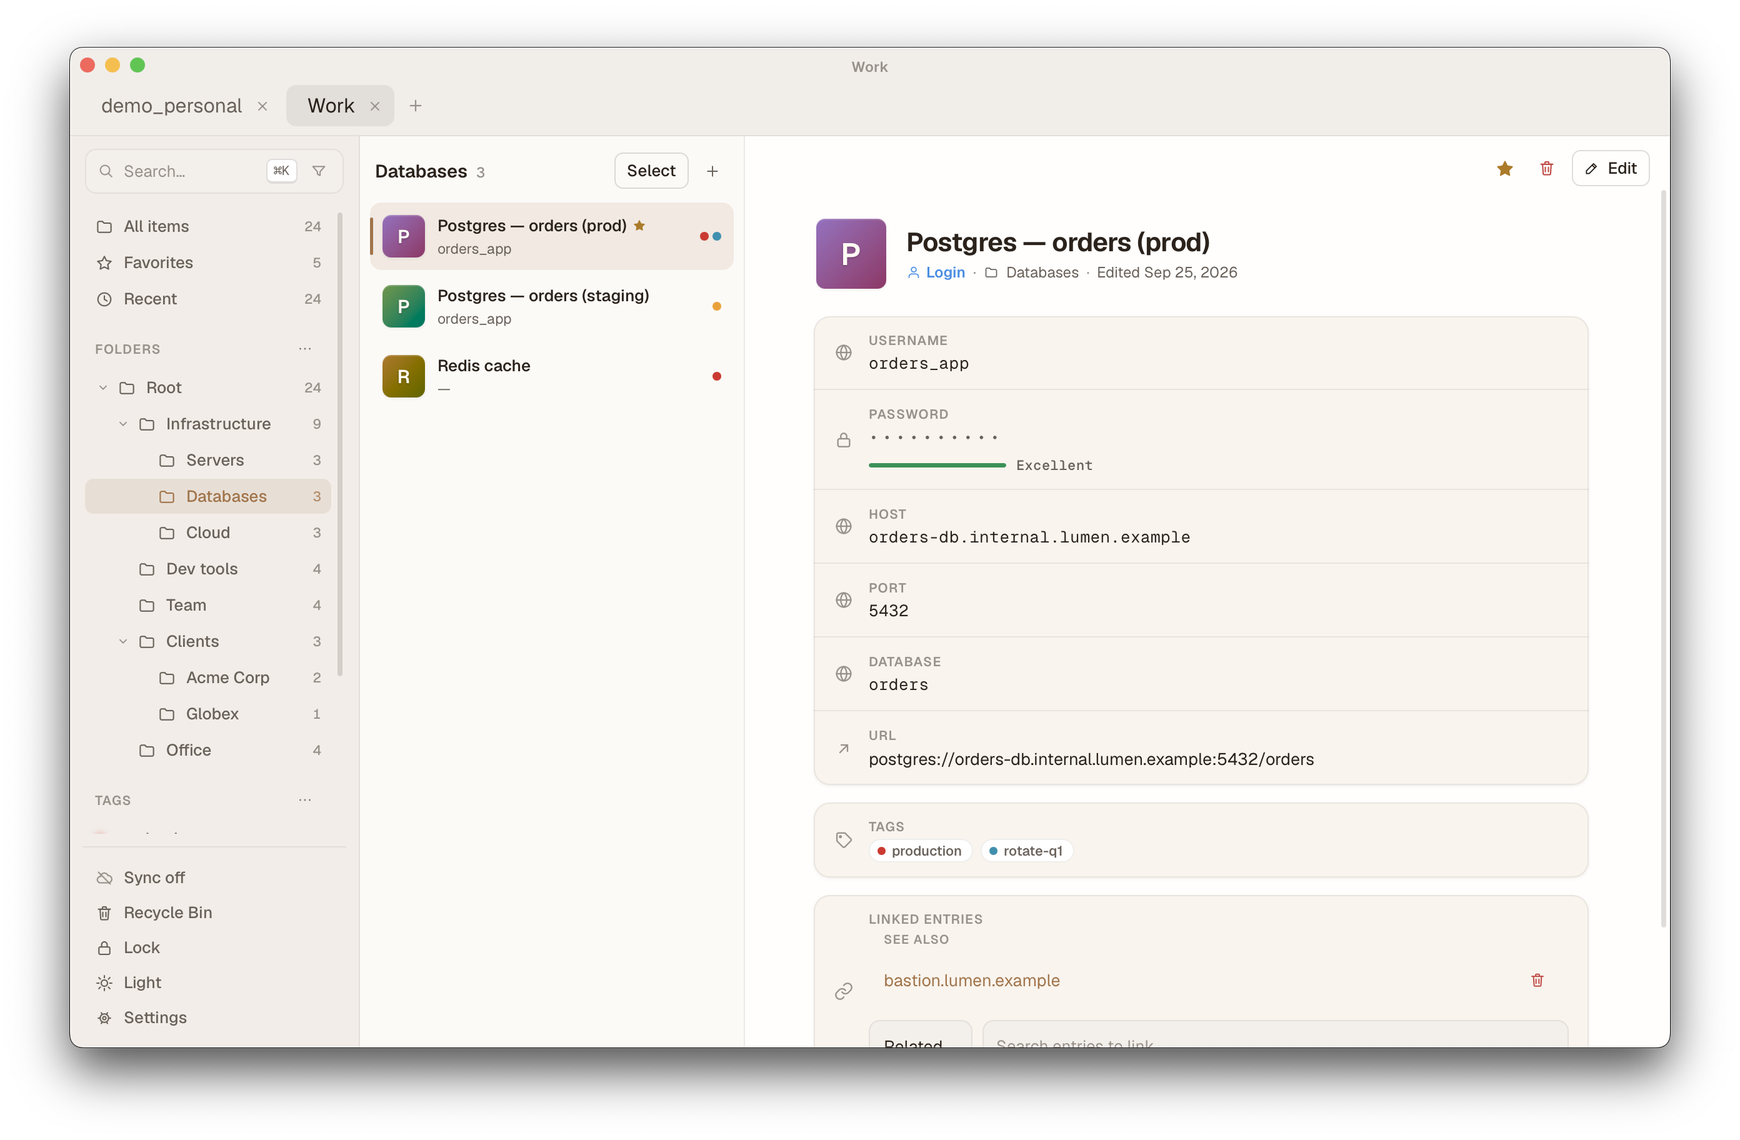 Work
demo_personal
Work
Search...
⌘K
All items 24
Favorites 5
Recent 24
FOLDERS
Root 24
Infrastructure 9
Servers 3
Databases 3
Cloud 3
Dev tools 4
Team 4
Clients 3
Acme Corp 2
Globex 1
Office 4
TAGS
Sync off
Recycle Bin
Lock
Light
Settings
Databases 3
Select
P
Postgres — orders (prod)
orders_app
P
Postgres — orders (staging)
orders_app
R
Redis cache
—
Edit
P
Postgres — orders (prod)
Login · Databases · Edited Sep 25, 2026
USERNAME
orders_app
PASSWORD
••••••••••
Excellent
HOST
orders-db.internal.lumen.example
PORT
5432
DATABASE
orders
URL
postgres://orders-db.internal.lumen.example:5432/orders
TAGS
production rotate-q1
LINKED ENTRIES
SEE ALSO
bastion.lumen.example
Related
Search entries to link